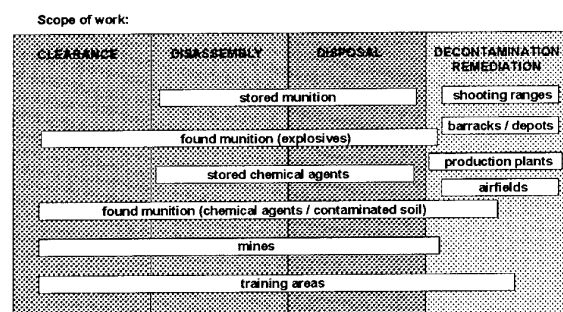 Scope of work:
CLEARANCE DISASSEMBLY DISPOSAL DECONTAMINATION
REMEDIATION
stored munition shooting ranges
barracks / depots
found munition (explosives)
production plants
stored chemical agents
airfields
found munition (chemical agents / contaminated soil)
mines
training areas